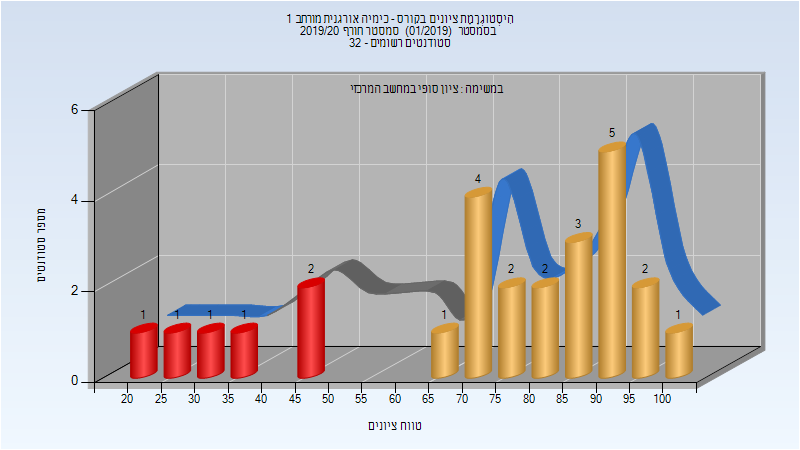 היסטוגרמת ציונים בקורס - כימיה אורגנית מורחב 1
בסמסטר (01/2019) סמסטר חורף 2019/20
סטודנטים רשומים - 32
במשימה : ציון סופי במחשב המרכזי
מספר סטודנטים
6
4
2
0
1 1 1 1 2 1 4 2 2 3 5 2 1
20 25 30 35 40 45 50 55 60 65 70 75 80 85 90 95 100
טווח ציונים